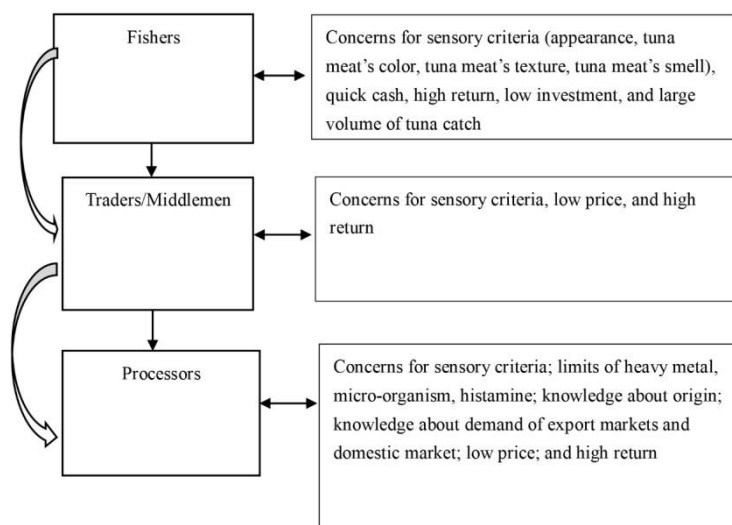 Fishers
Concerns for sensory criteria (appearance, tuna
meat's color, tuna meat's texture, tuna meat's smell),
quick cash, high return, low investment, and large
volume of tuna catch
Traders/Middlemen
Concerns for sensory criteria, low price, and high
return
Processors
Concerns for sensory criteria; limits of heavy metal,
micro-organism, histamine; knowledge about origin;
knowledge about demand of export markets and
domestic market; low price; and high return